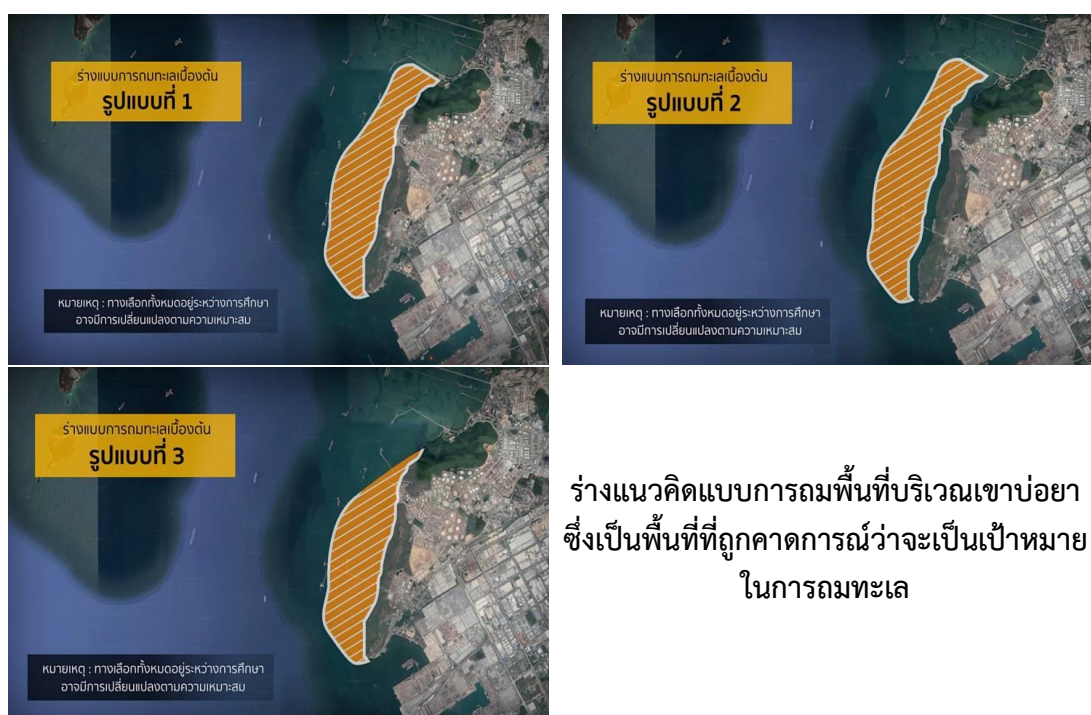 ร่างแบบการถมทะเลเบื้องต้น
รูปแบบที่ 1
หมายเหตุ : ทางเลือกทั้งหมดอยู่ระหว่างการศึกษา
อาจมีการเปลี่ยนแปลงตามความเหมาะสม
ร่างแบบการถมทะเลเบื้องต้น
รูปแบบที่ 2
หมายเหตุ : ทางเลือกทั้งหมดอยู่ระหว่างการศึกษา
อาจมีการเปลี่ยนแปลงตามความเหมาะสม
ร่างแบบการถมทะเลเบื้องต้น
รูปแบบที่ 3
หมายเหตุ : ทางเลือกทั้งหมดอยู่ระหว่างการศึกษา
อาจมีการเปลี่ยนแปลงตามความเหมาะสม
ร่างแนวคิดแบบการถมพื้นที่บริเวณเขาบ่อยา
ซึ่งเป็นพื้นที่ที่ถูกคาดการณ์ว่าจะเป็นเป้าหมาย
ในการถมทะเล